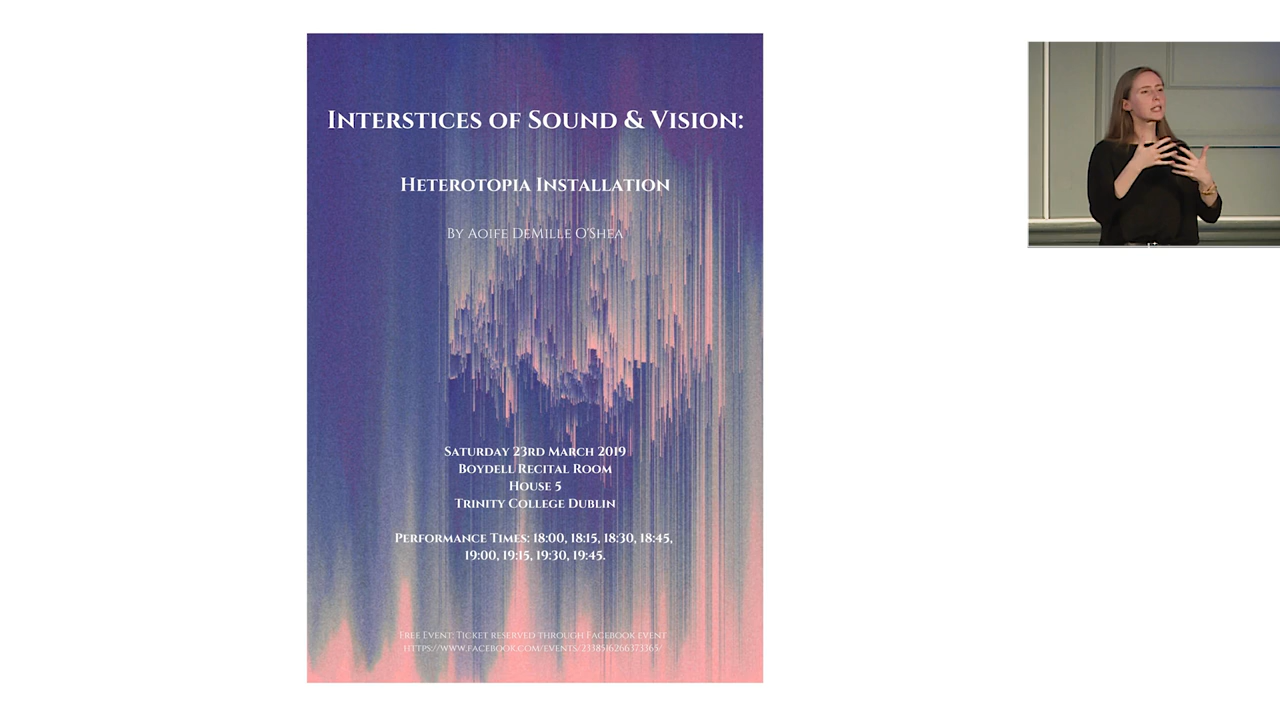 Interstices of Sound & Vision:
Heterotopia Installation
By Aoife DeMille O'Shea
Saturday 23rd March 2019
Boydell Recital Room
House 5
Trinity College Dublin
Performance Times: 18:00, 18:15, 18:30, 18:45,
19:00, 19:15, 19:30, 19:45.
Free Event: Ticket reserved through Facebook event